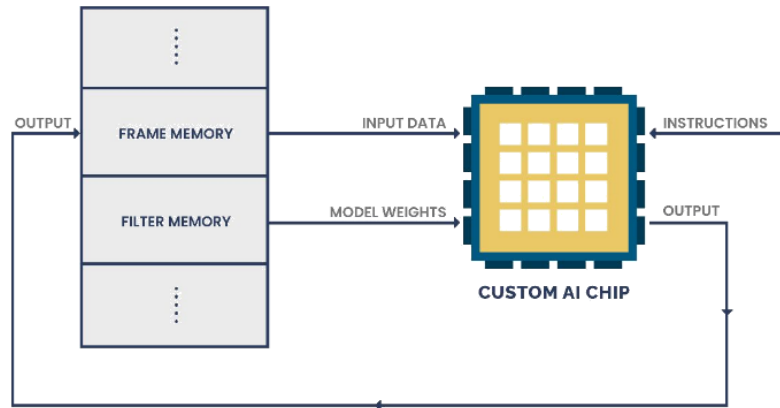 OUTPUT
FRAME MEMORY
INPUT DATA
INSTRUCTIONS
FILTER MEMORY
MODEL WEIGHTS
OUTPUT
CUSTOM AI CHIP